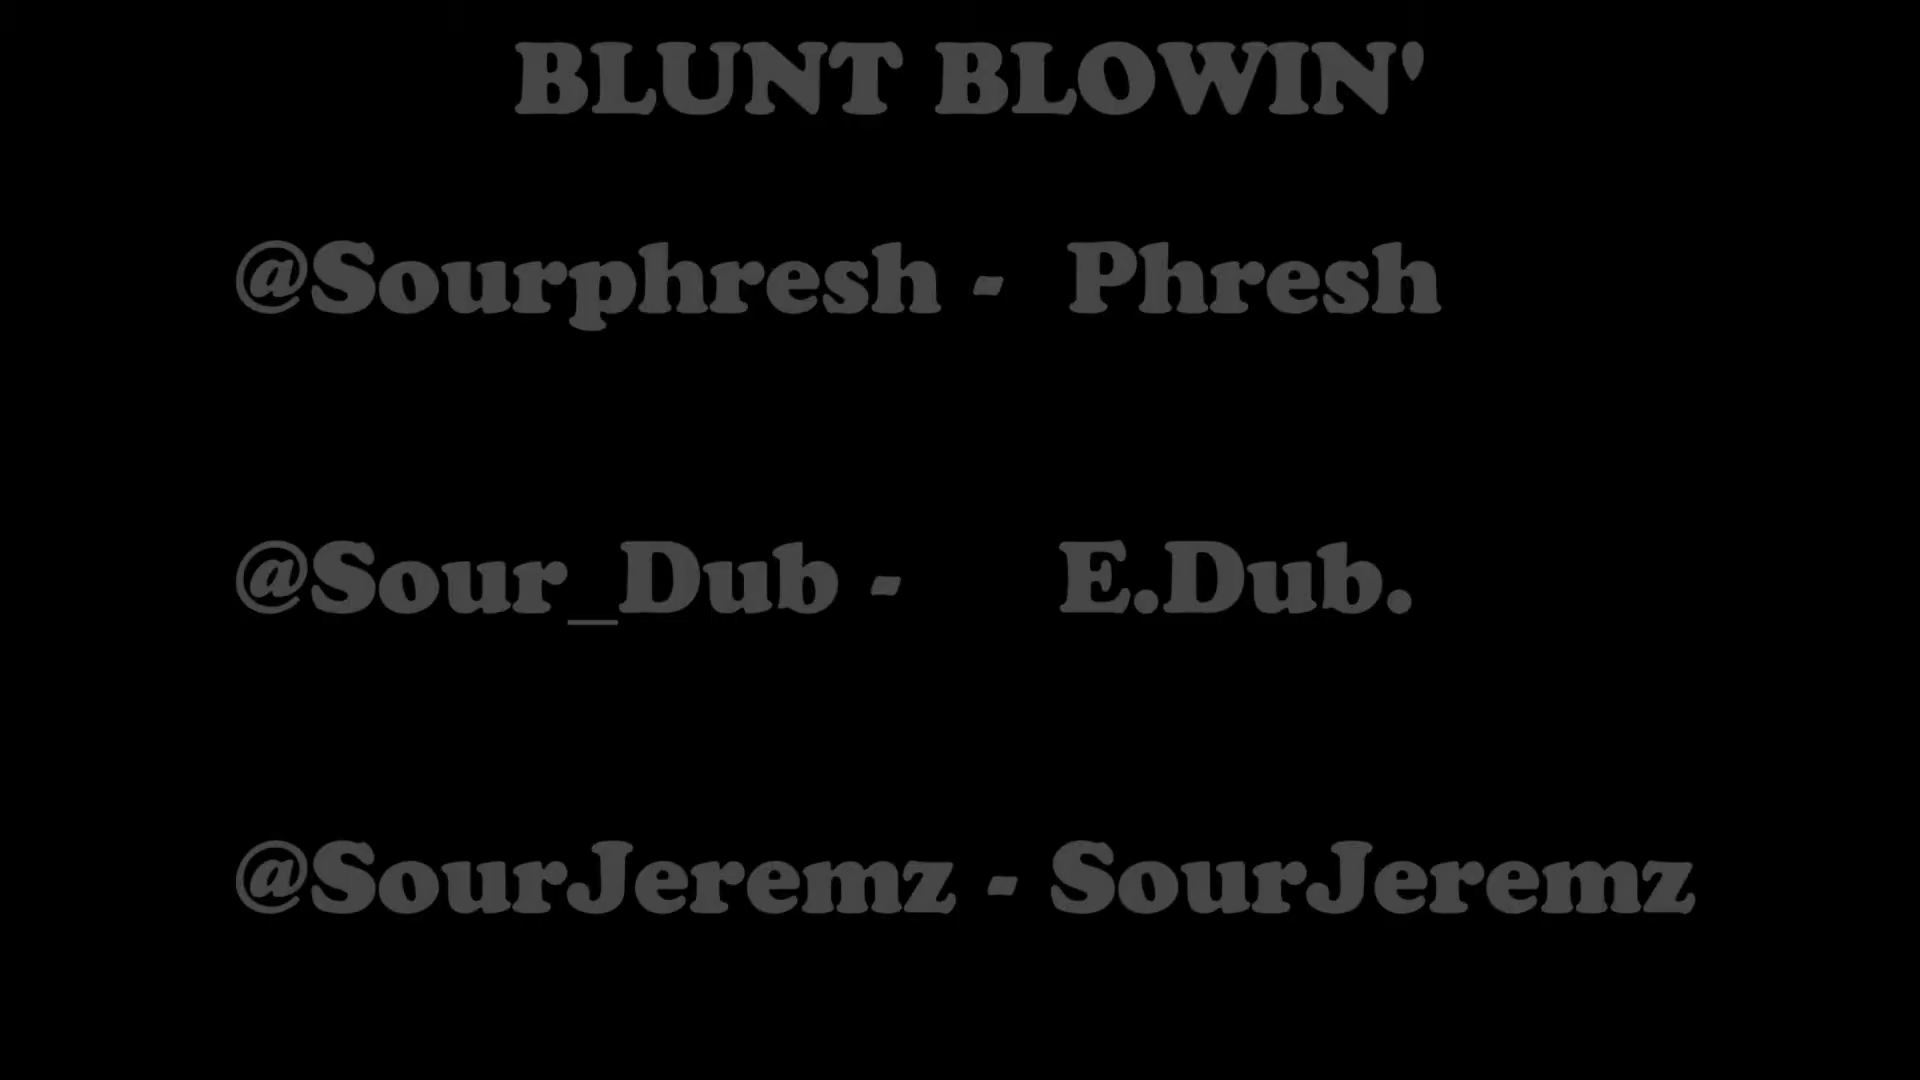 BLUNT BLOWIN'
@Sourphresh - Phresh
@Sour_Dub - E.Dub.
@SourJeremz - SourJeremz